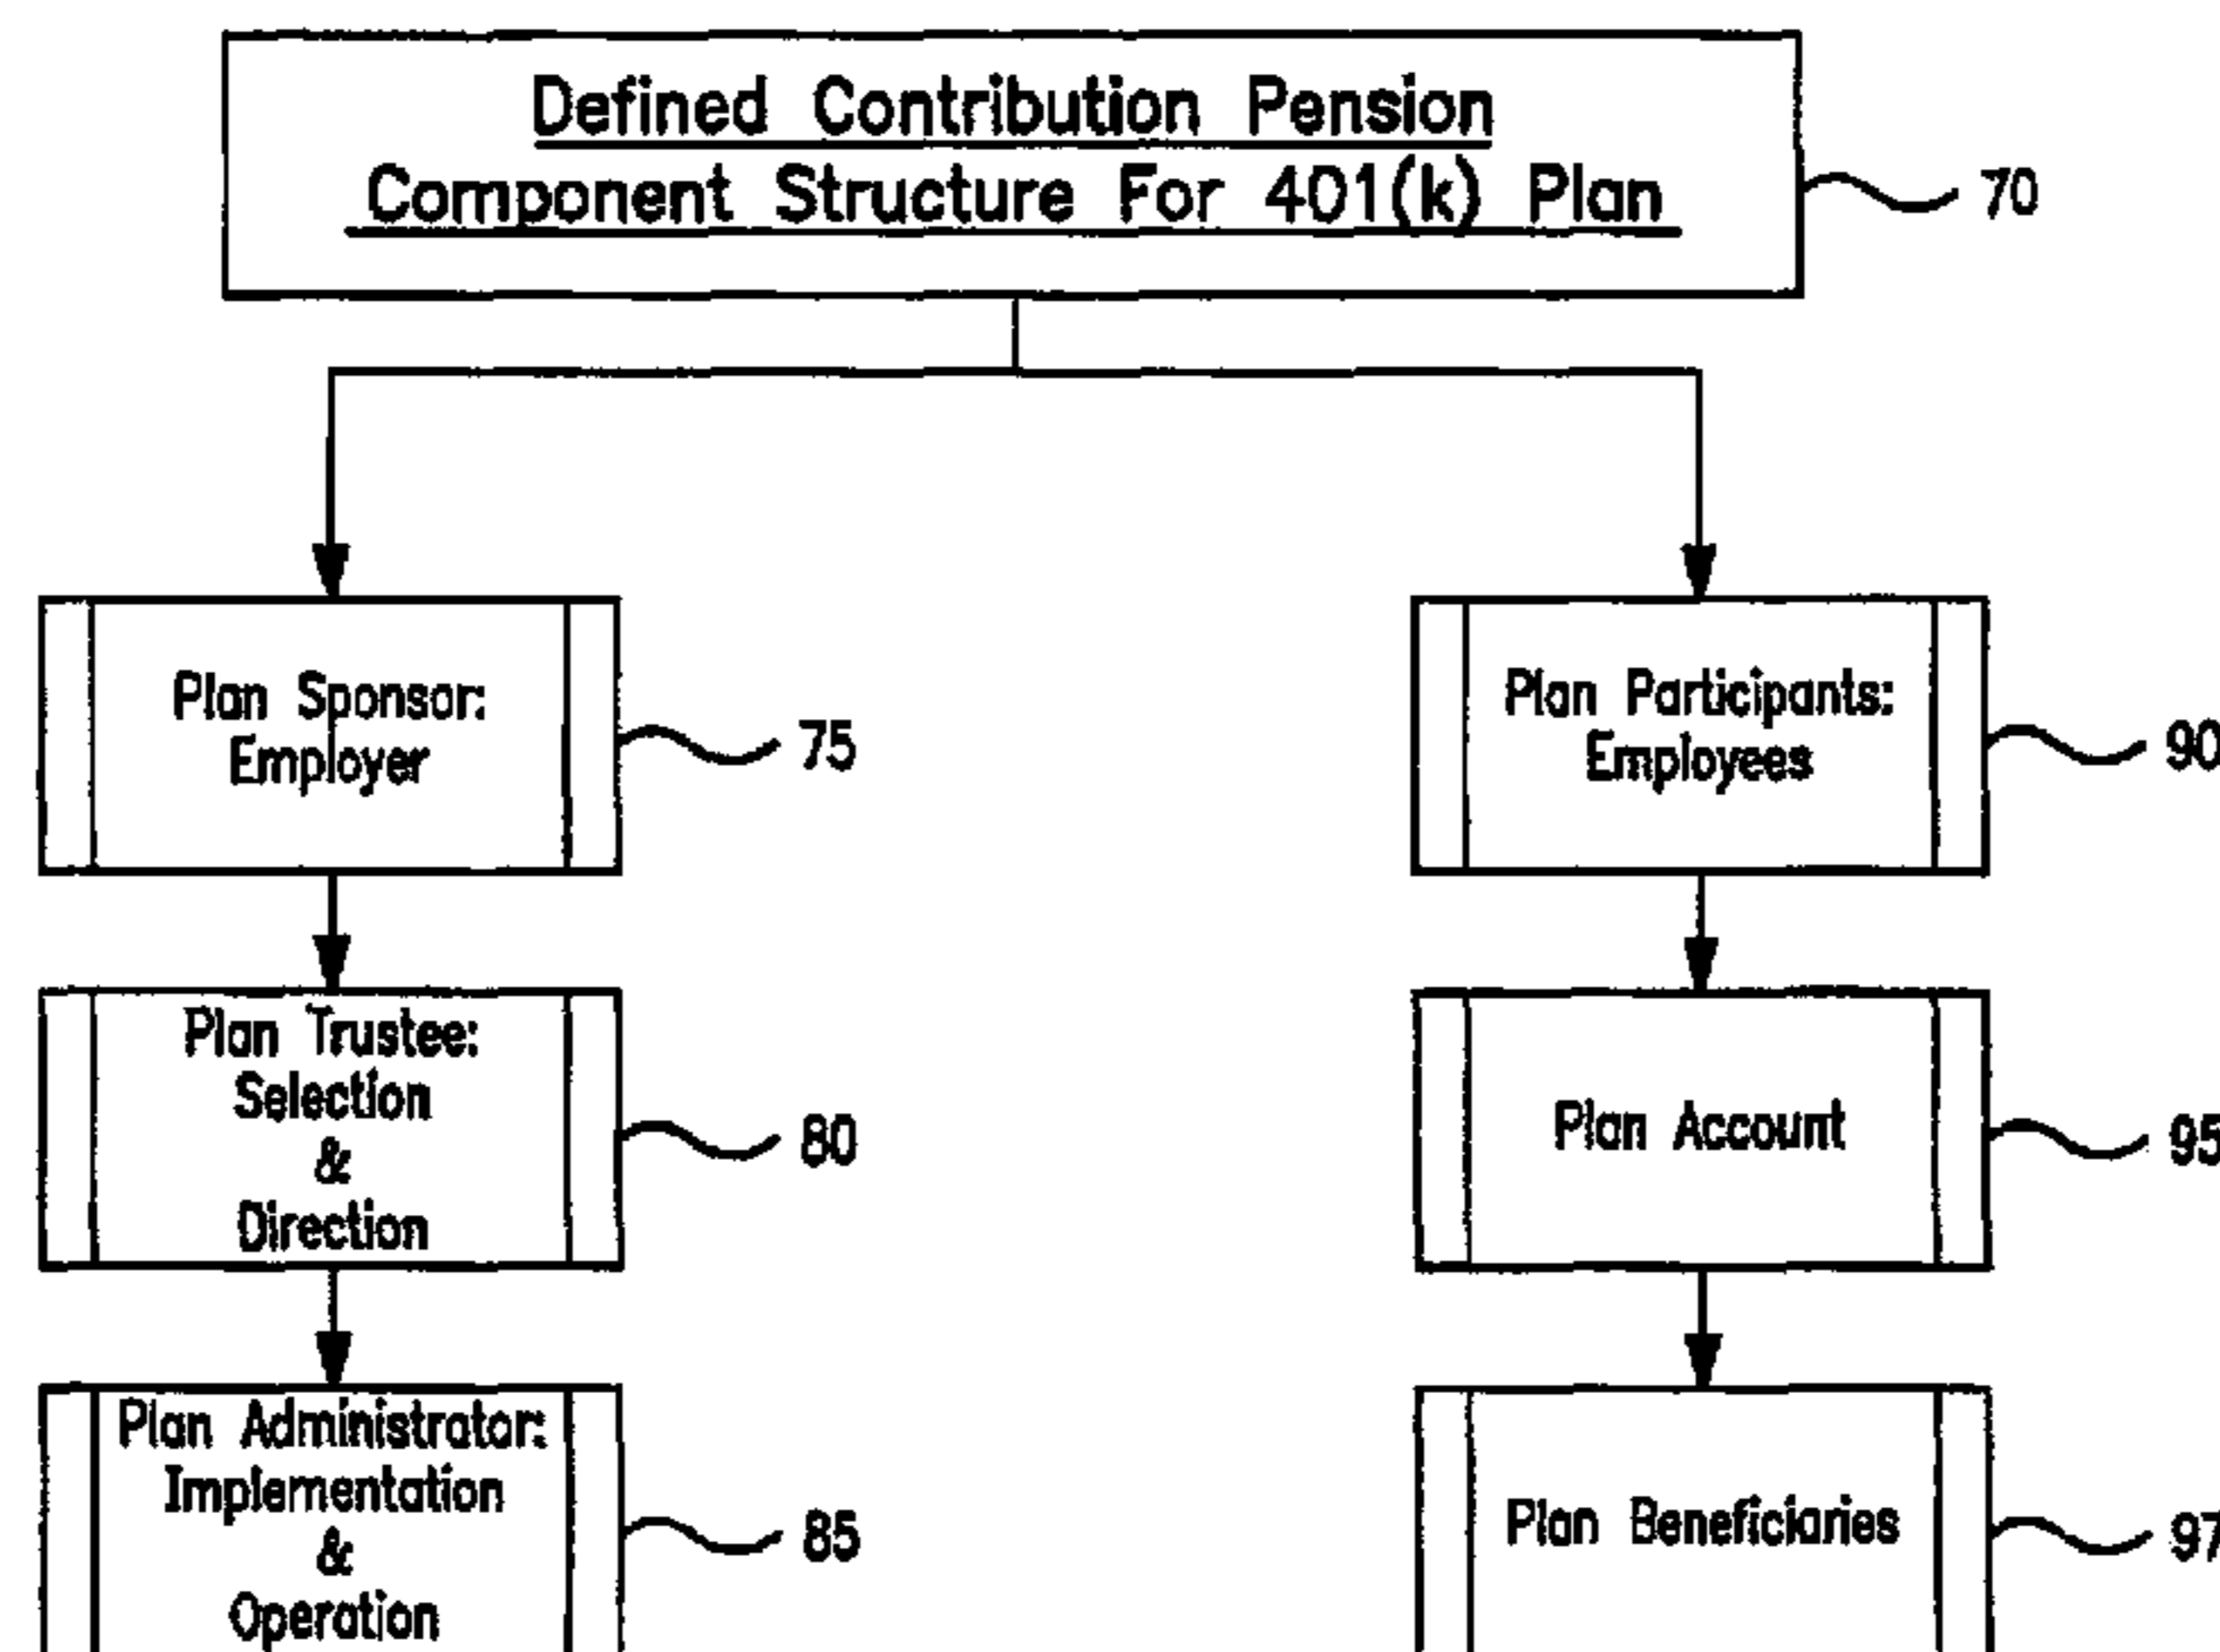 Defined Contribution Pension
Component Structure For 401(k) Plan
70
Plan Sponsor:
Employer
75
Plan Participants:
Employees
90
Plan Trustee:
Selection
&
Direction
80
Plan Account
95
Plan Administrator:
Implementation
&
Operation
85
Plan Beneficiaries
97